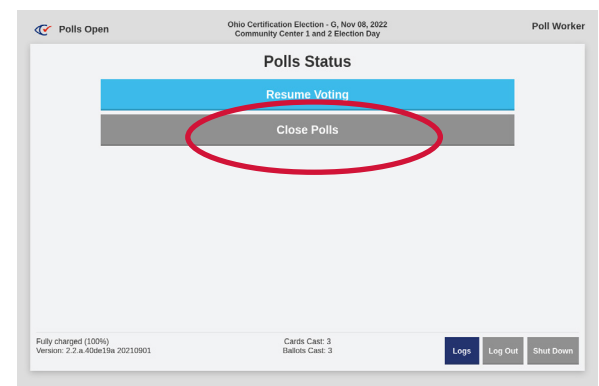 Polls Open
Ohio Certification Election - G, Nov 08, 2022
Community Center 1 and 2 Election Day
Poll Worker
Polls Status
Resume Voting
Close Polls
Fully charged (100%)
Version: 2.2.a.40de19a 20210901
Cards Cast: 3
Ballots Cast: 3
Logs
Log Out
Shut Down